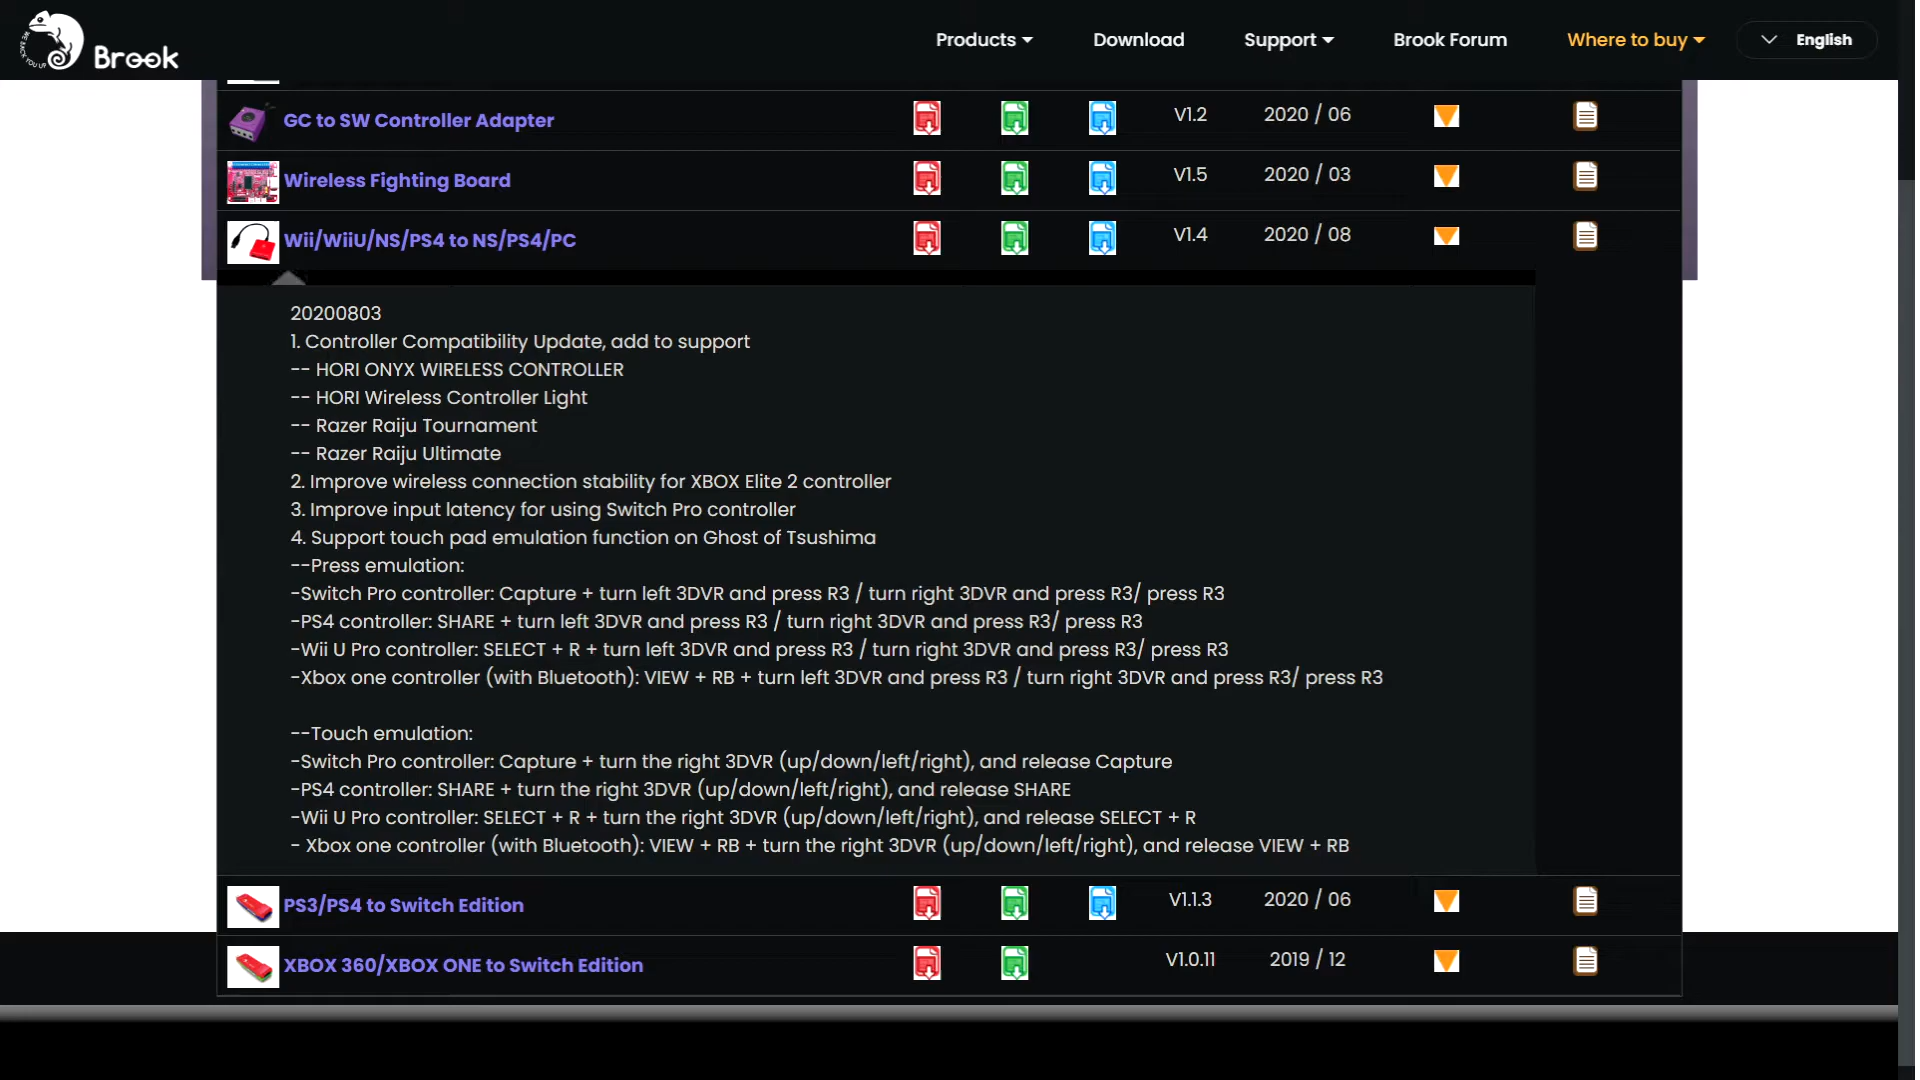 WE BACK YOU UP
Brook
Products
Download
Support
Brook Forum
Where to buy
English
GC to SW Controller Adapter V1.2 2020 / 06
Wireless Fighting Board V1.5 2020 / 03
Wii/WiiU/NS/PS4 to NS/PS4/PC V1.4 2020 / 08
20200803
1. Controller Compatibility Update, add to support
-- HORI ONYX WIRELESS CONTROLLER
-- HORI Wireless Controller Light
-- Razer Raiju Tournament
-- Razer Raiju Ultimate
2. Improve wireless connection stability for XBOX Elite 2 controller
3. Improve input latency for using Switch Pro controller
4. Support touch pad emulation function on Ghost of Tsushima
--Press emulation:
-Switch Pro controller: Capture + turn left 3DVR and press R3 / turn right 3DVR and press R3/ press R3
-PS4 controller: SHARE + turn left 3DVR and press R3 / turn right 3DVR and press R3/ press R3
-Wii U Pro controller: SELECT + R + turn left 3DVR and press R3 / turn right 3DVR and press R3/ press R3
-Xbox one controller (with Bluetooth): VIEW + RB + turn left 3DVR and press R3 / turn right 3DVR and press R3/ press R3
--Touch emulation:
-Switch Pro controller: Capture + turn the right 3DVR (up/down/left/right), and release Capture
-PS4 controller: SHARE + turn the right 3DVR (up/down/left/right), and release SHARE
-Wii U Pro controller: SELECT + R + turn the right 3DVR (up/down/left/right), and release SELECT + R
- Xbox one controller (with Bluetooth): VIEW + RB + turn the right 3DVR (up/down/left/right), and release VIEW + RB
PS3/PS4 to Switch Edition V1.1.3 2020 / 06
XBOX 360/XBOX ONE to Switch Edition V1.0.11 2019 / 12